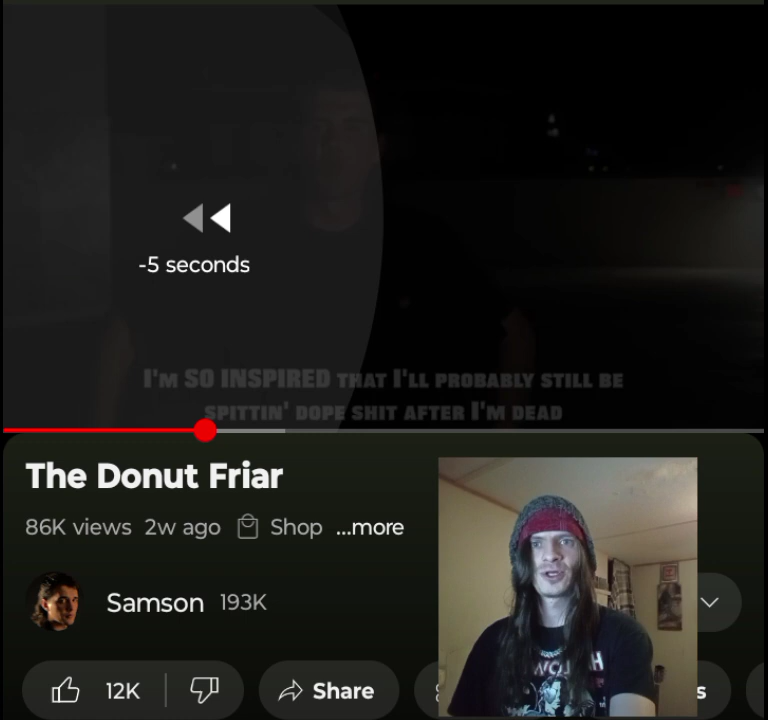 -5 seconds
I'M SO INSPIRED THAT I'LL PROBABLY STILL BE
SPITTIN' DOPE SHIT AFTER I'M DEAD
The Donut Friar
86K views 2w ago Shop ...more
Samson 193K
12K Share s